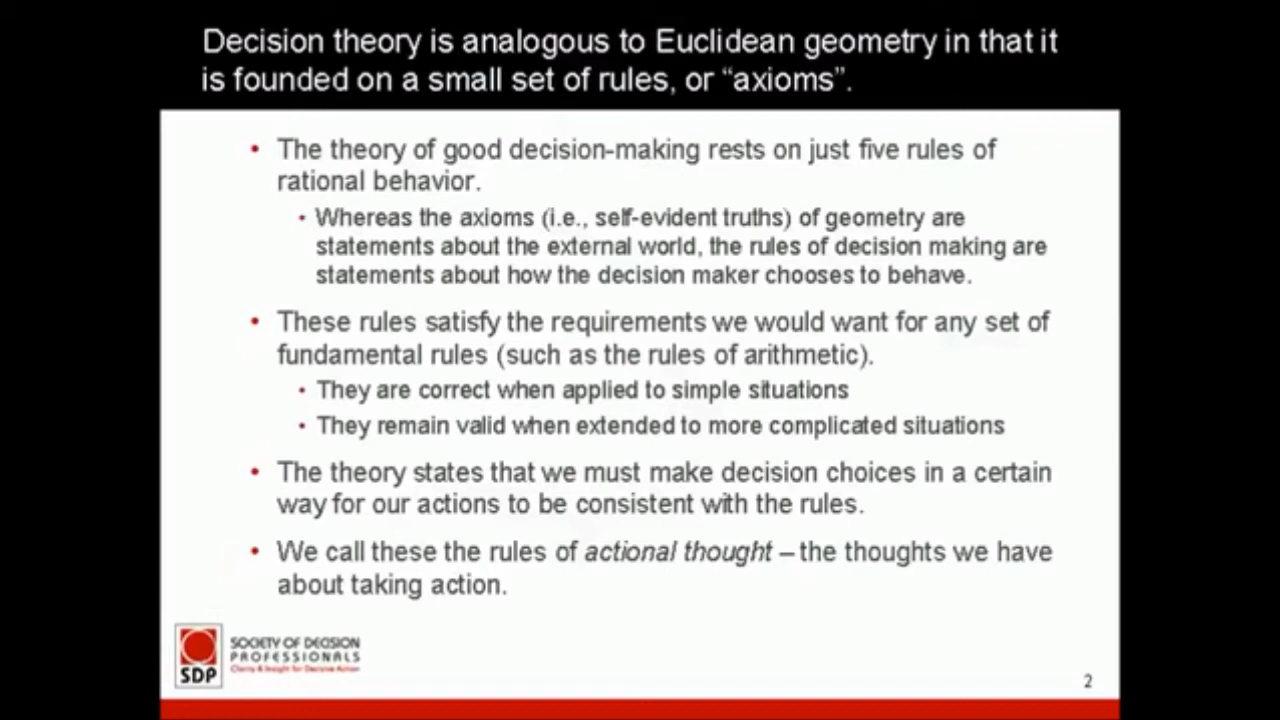 Decision theory is analogous to Euclidean geometry in that it
is founded on a small set of rules, or “axioms”.
• The theory of good decision-making rests on just five rules of
rational behavior.
• Whereas the axioms (i.e., self-evident truths) of geometry are
statements about the external world, the rules of decision making are
statements about how the decision maker chooses to behave.
• These rules satisfy the requirements we would want for any set of
fundamental rules (such as the rules of arithmetic).
• They are correct when applied to simple situations
• They remain valid when extended to more complicated situations
• The theory states that we must make decision choices in a certain
way for our actions to be consistent with the rules.
• We call these the rules of actional thought – the thoughts we have
about taking action.
SDP
SOCIETY OF DECISION
PROFESSIONALS
Clarity & Insight for Decisive Action
2